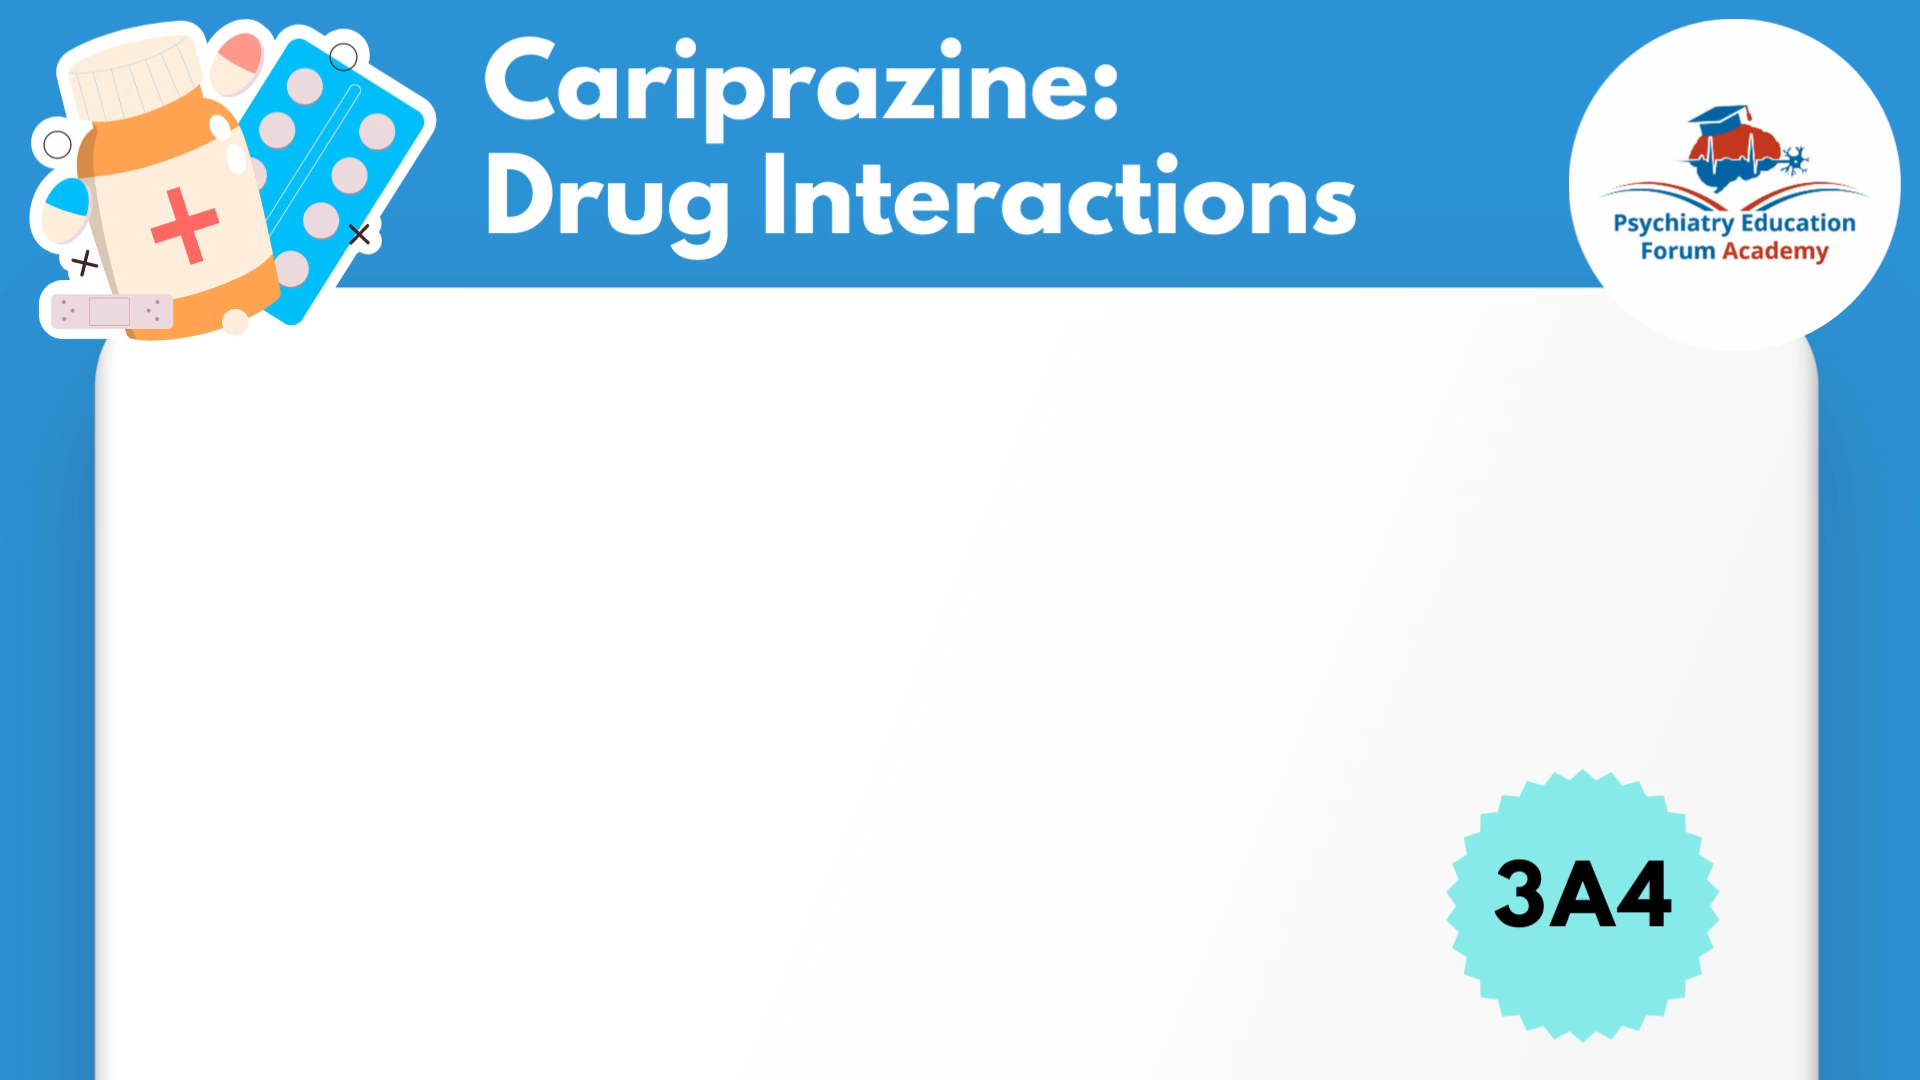 Cariprazine:
Drug Interactions
Psychiatry Education
Forum Academy
3A4